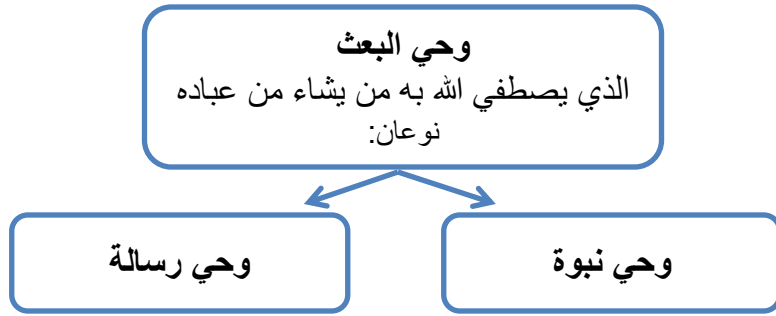 وحي البعث
الذي يصطفي الله به من يشاء من عباده
نوعان:
وحي نبوة
وحي رسالة